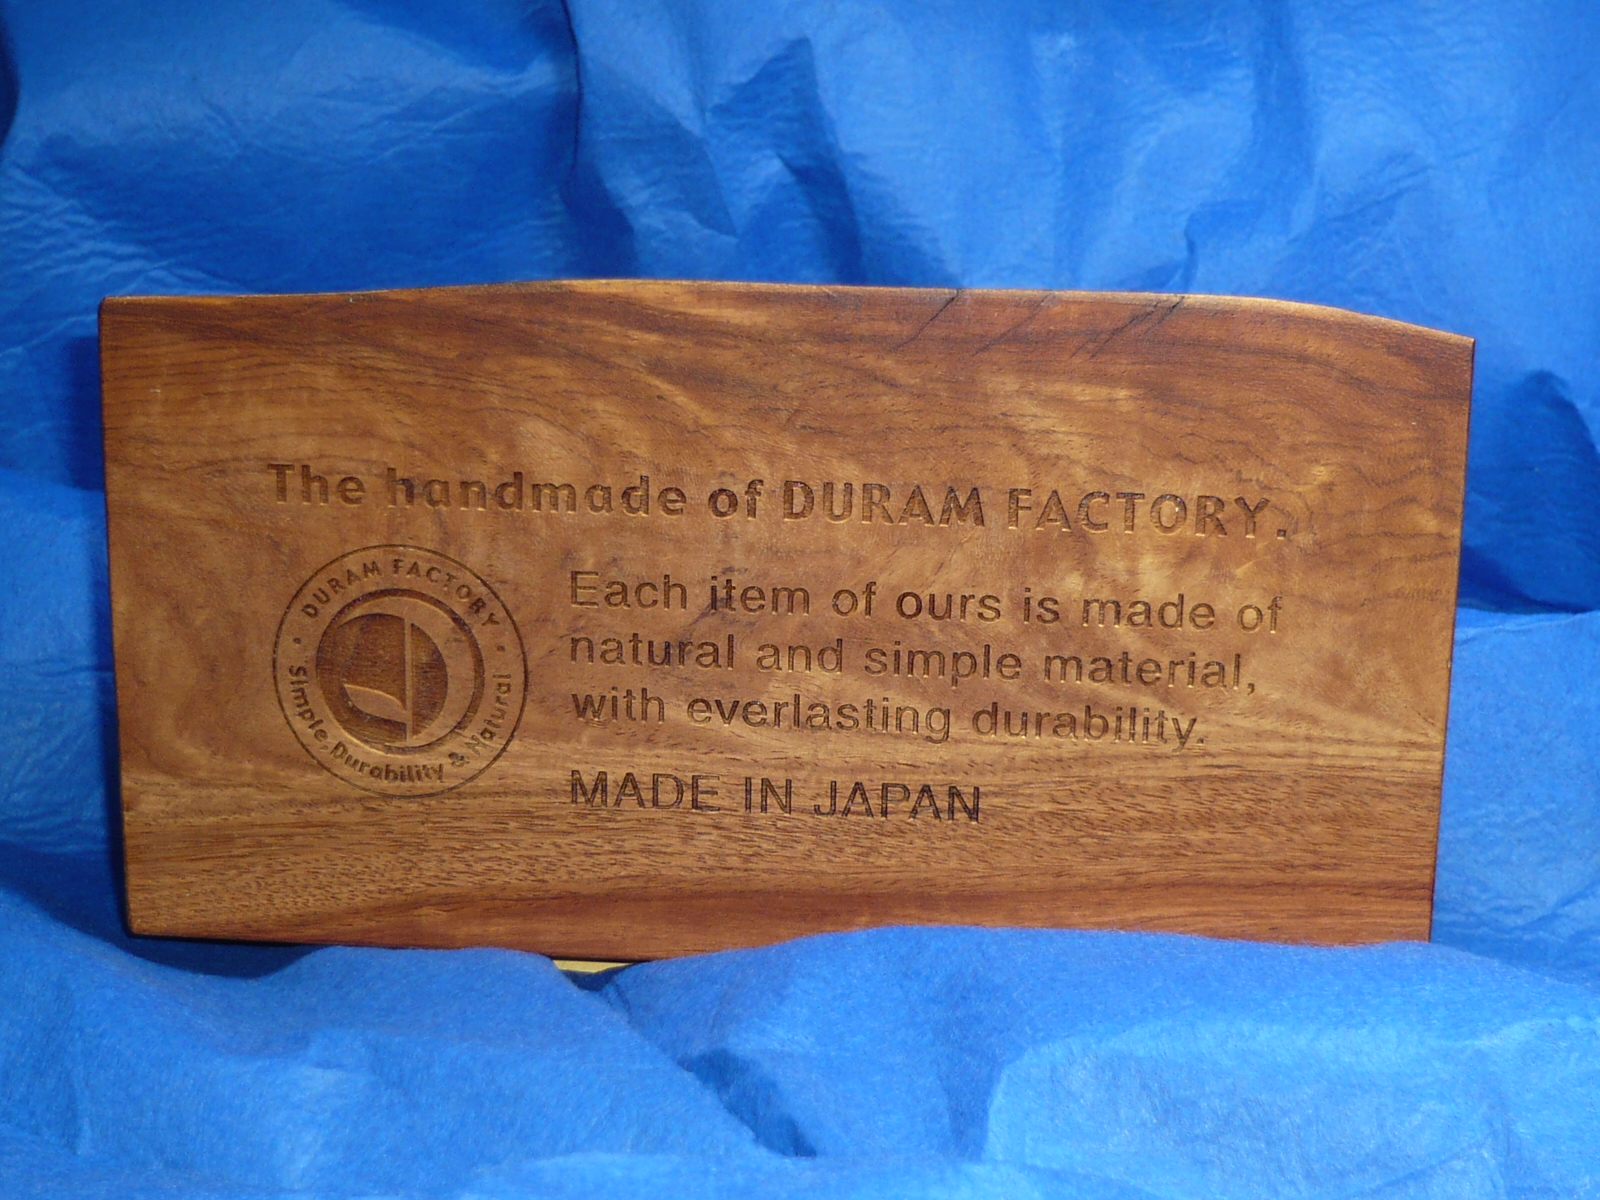 The handmade of DURAM FACTORY.
• DURAM FACTORY •
Simple, Durability & Natural
Each item of ours is made of
natural and simple material,
with everlasting durability.
MADE IN JAPAN